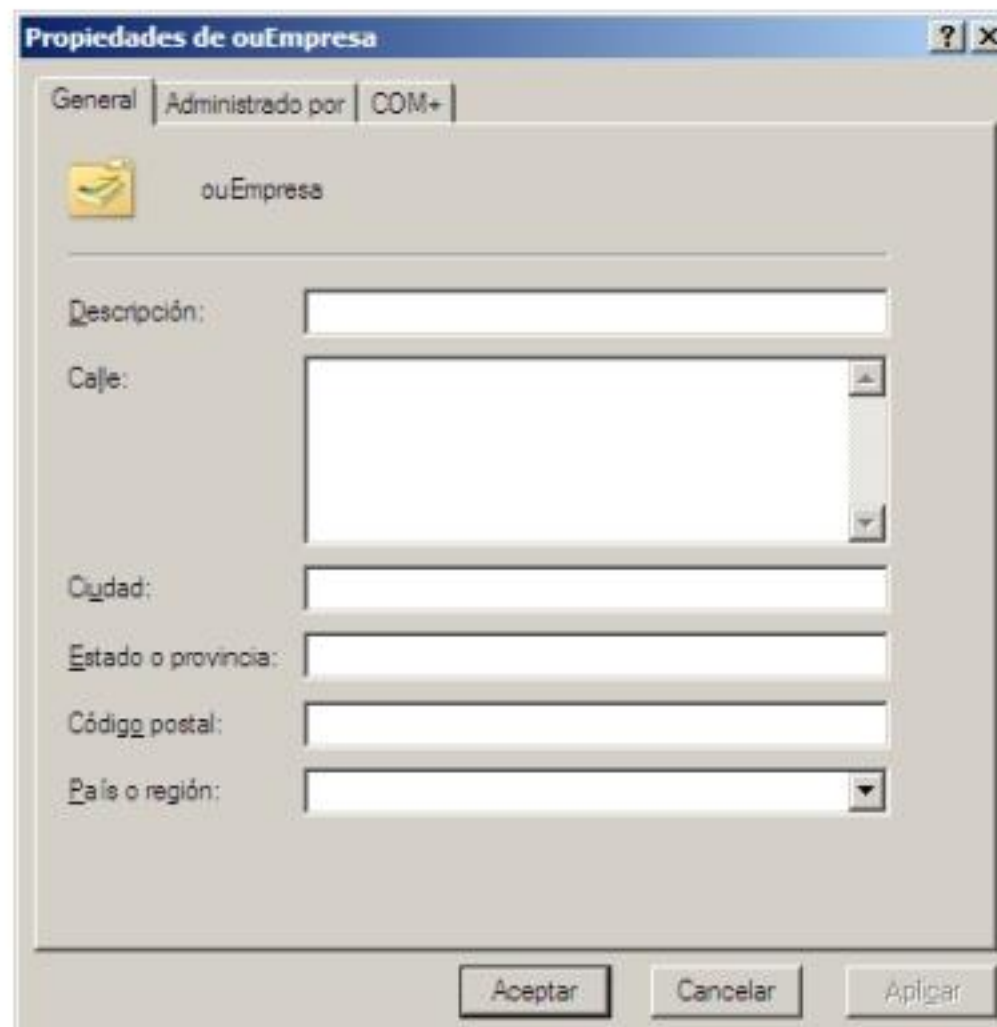 Propiedades de ouEmpresa
General Administrado por COM+
ouEmpresa
Descripción:
Calle:
Ciudad:
Estado o provincia:
Código postal:
País o región:
Aceptar Cancelar Aplicar